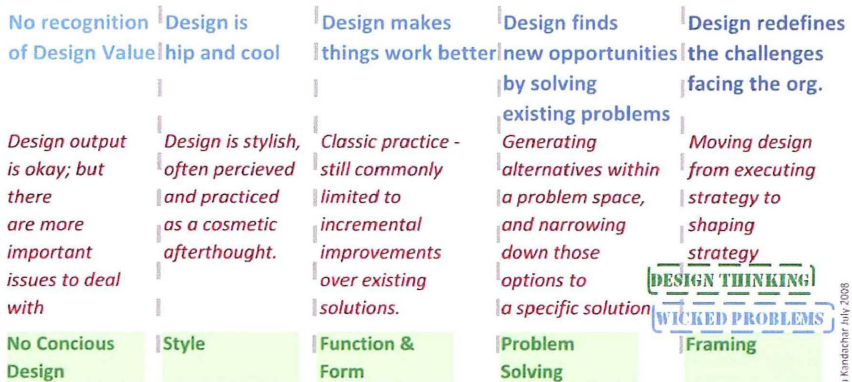 No recognition
of Design Value
Design is
hip and cool
Design makes
things work better
Design finds
new opportunities
by solving
existing problems
Design redefines
the challenges
facing the org.
Design output
is okay; but
there
are more
important
issues to deal
with
Design is stylish,
often percieved
and practiced
as a cosmetic
afterthought.
Classic practice -
still commonly
limited to
incremental
improvements
over existing
solutions.
Generating
alternatives within
a problem space,
and narrowing
down those
options to
a specific solution
Moving design
from executing
strategy to
shaping
strategy
DESIGN THINKING
WICKED PROBLEMS
No Concious
Design
Style
Function &
Form
Problem
Solving
Framing
J Kandachar July 2008